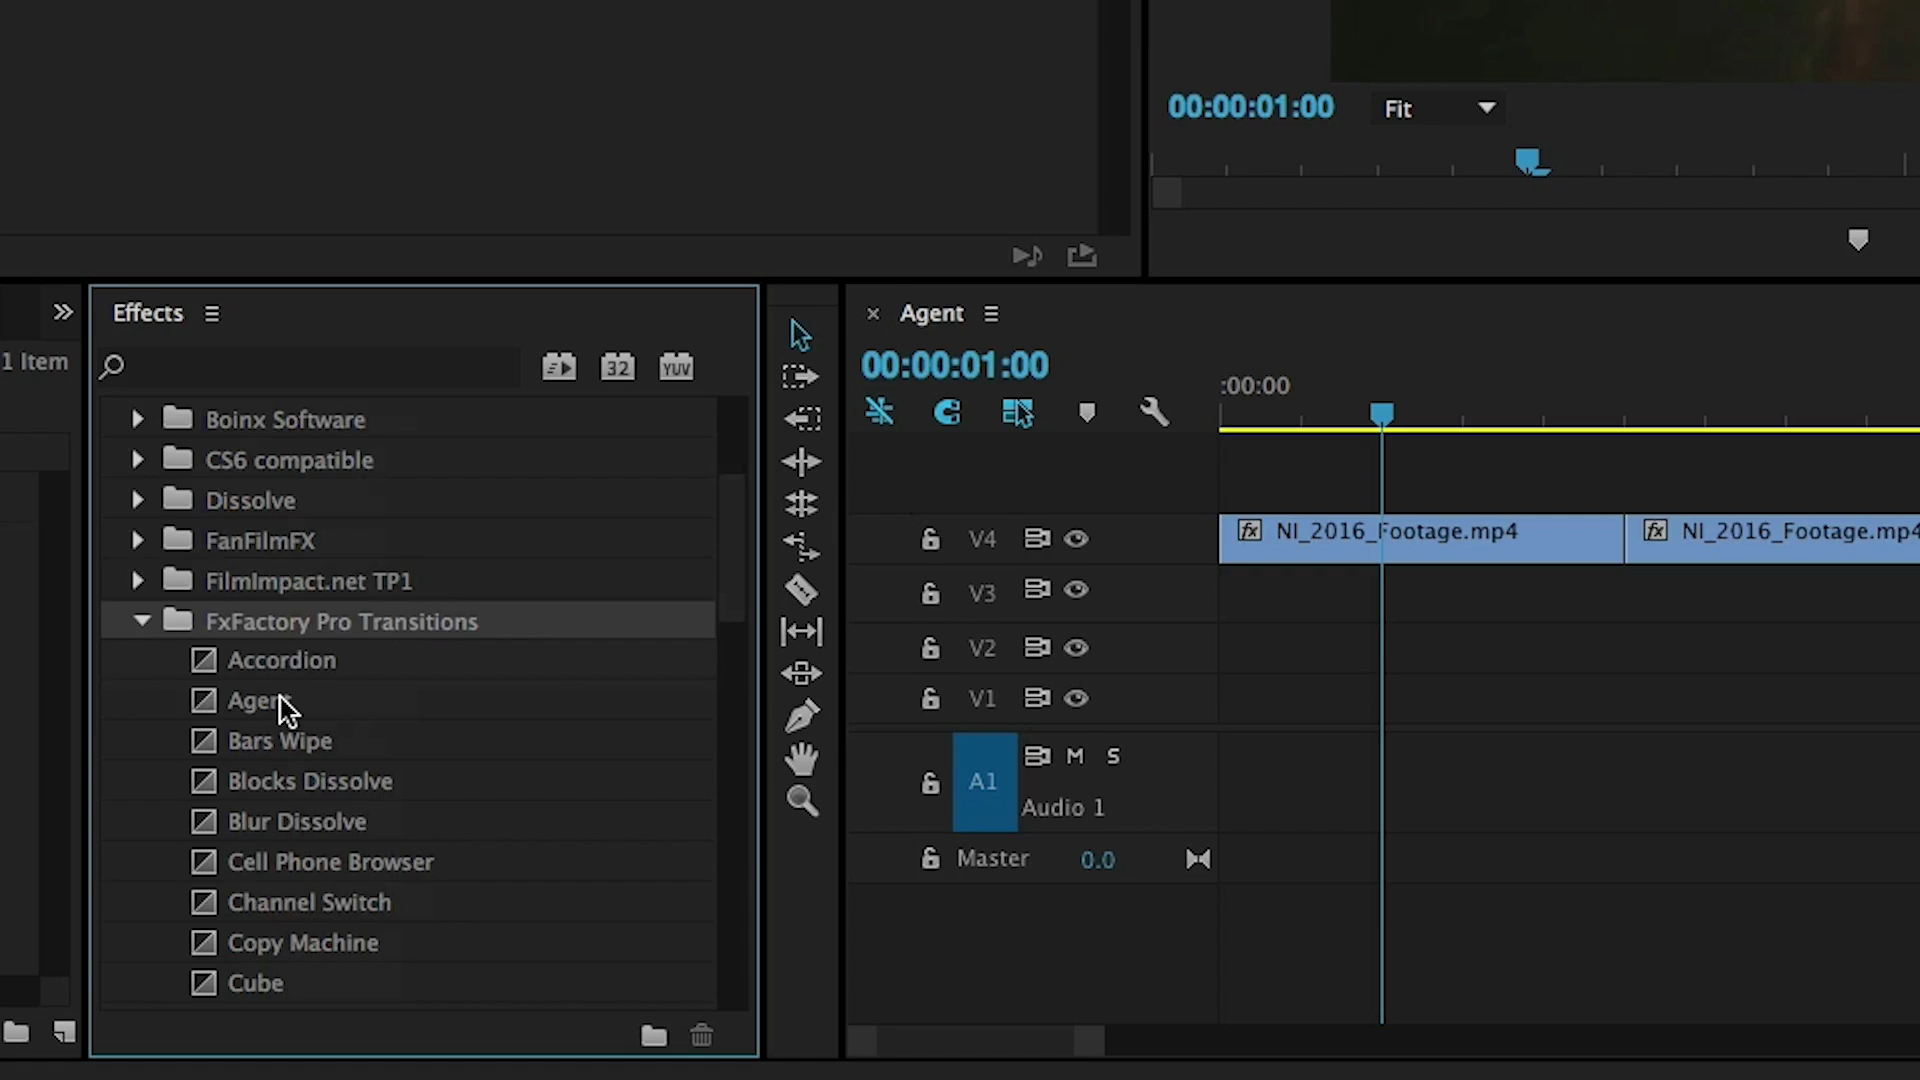 00:00:01:00 Fit
Effects
1 Item
32 YUV
Boinx Software
CS6 compatible
Dissolve
FanFilmFX
FilmImpact.net TP1
FxFactory Pro Transitions
Accordion
Agent
Bars Wipe
Blocks Dissolve
Blur Dissolve
Cell Phone Browser
Channel Switch
Copy Machine
Cube
Agent
00:00:01:00
:00:00
V4
NI_2016_Footage.mp4 NI_2016_Footage.mp4
V3
V2
V1
A1 M S
Audio 1
Master 0.0